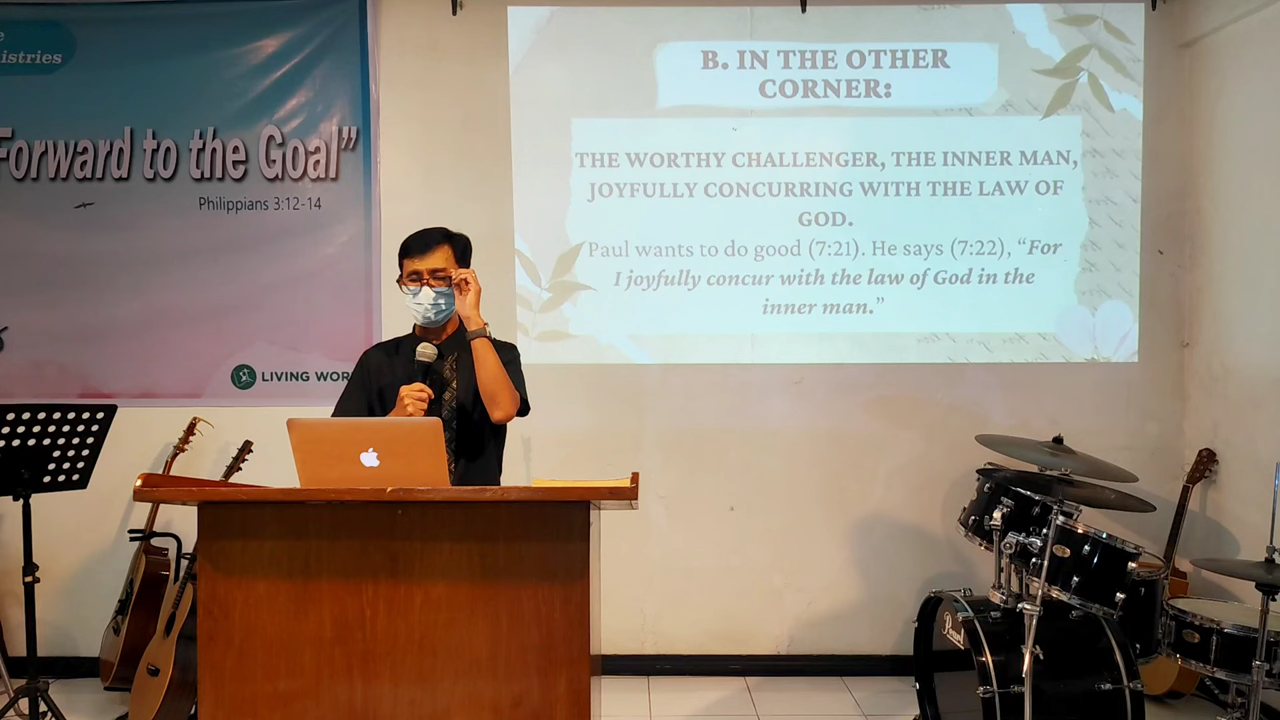 istries
Forward to the Goal”
Philippians 3:12-14
LIVING WOR
B. IN THE OTHER
CORNER:
THE WORTHY CHALLENGER, THE INNER MAN,
JOYFULLY CONCURRING WITH THE LAW OF
GOD.
Paul wants to do good (7:21). He says (7:22), “For
I joyfully concur with the law of God in the
inner man.”
Pearl